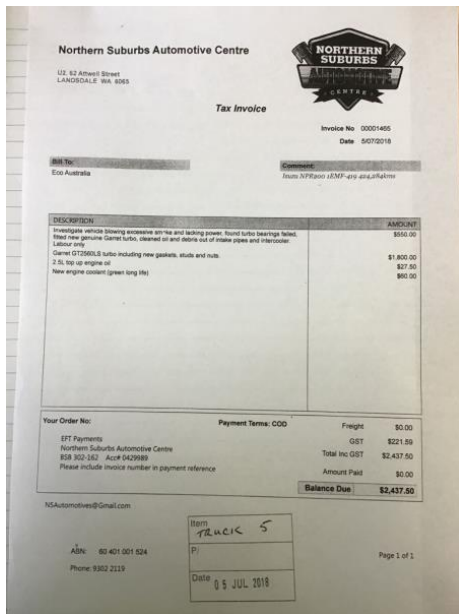 Northern Suburbs Automotive Centre
U2, 62 Attwell Street
LANDSDALE WA 6065
NORTHERN
SUBURBS
AUTOMOTIVE
CENTRE
Tax Invoice
Invoice No 00001465
Date 5/07/2018
Bill To:
Eco Australia
Comment:
Isuzu NPR200 1EMF-419 424,284kms
DESCRIPTION AMOUNT
Investigate vehicle blowing excessive smoke and lacking power, found turbo bearings failed, $550.00
fitted new genuine Garret turbo, cleaned oil and debris out of intake pipes and intercooler.
Labour only
Garret GT2560LS turbo including new gaskets, studs and nuts. $1,800.00
2.5L top up engine oil $27.50
New engine coolant (green long life) $60.00
Your Order No: Payment Terms: COD Freight $0.00
EFT Payments GST $221.59
Northern Suburbs Automotive Centre Total Inc GST $2,437.50
BSB 302-162 Acc# 0429989
Please include invoice number in payment reference Amount Paid $0.00
Balance Due $2,437.50
NSAutomotives@Gmail.com
Item
TRUCK 5
P/
Date 05 JUL 2018
ABN: 60 401 001 524
Phone: 9302 2119
Page 1 of 1